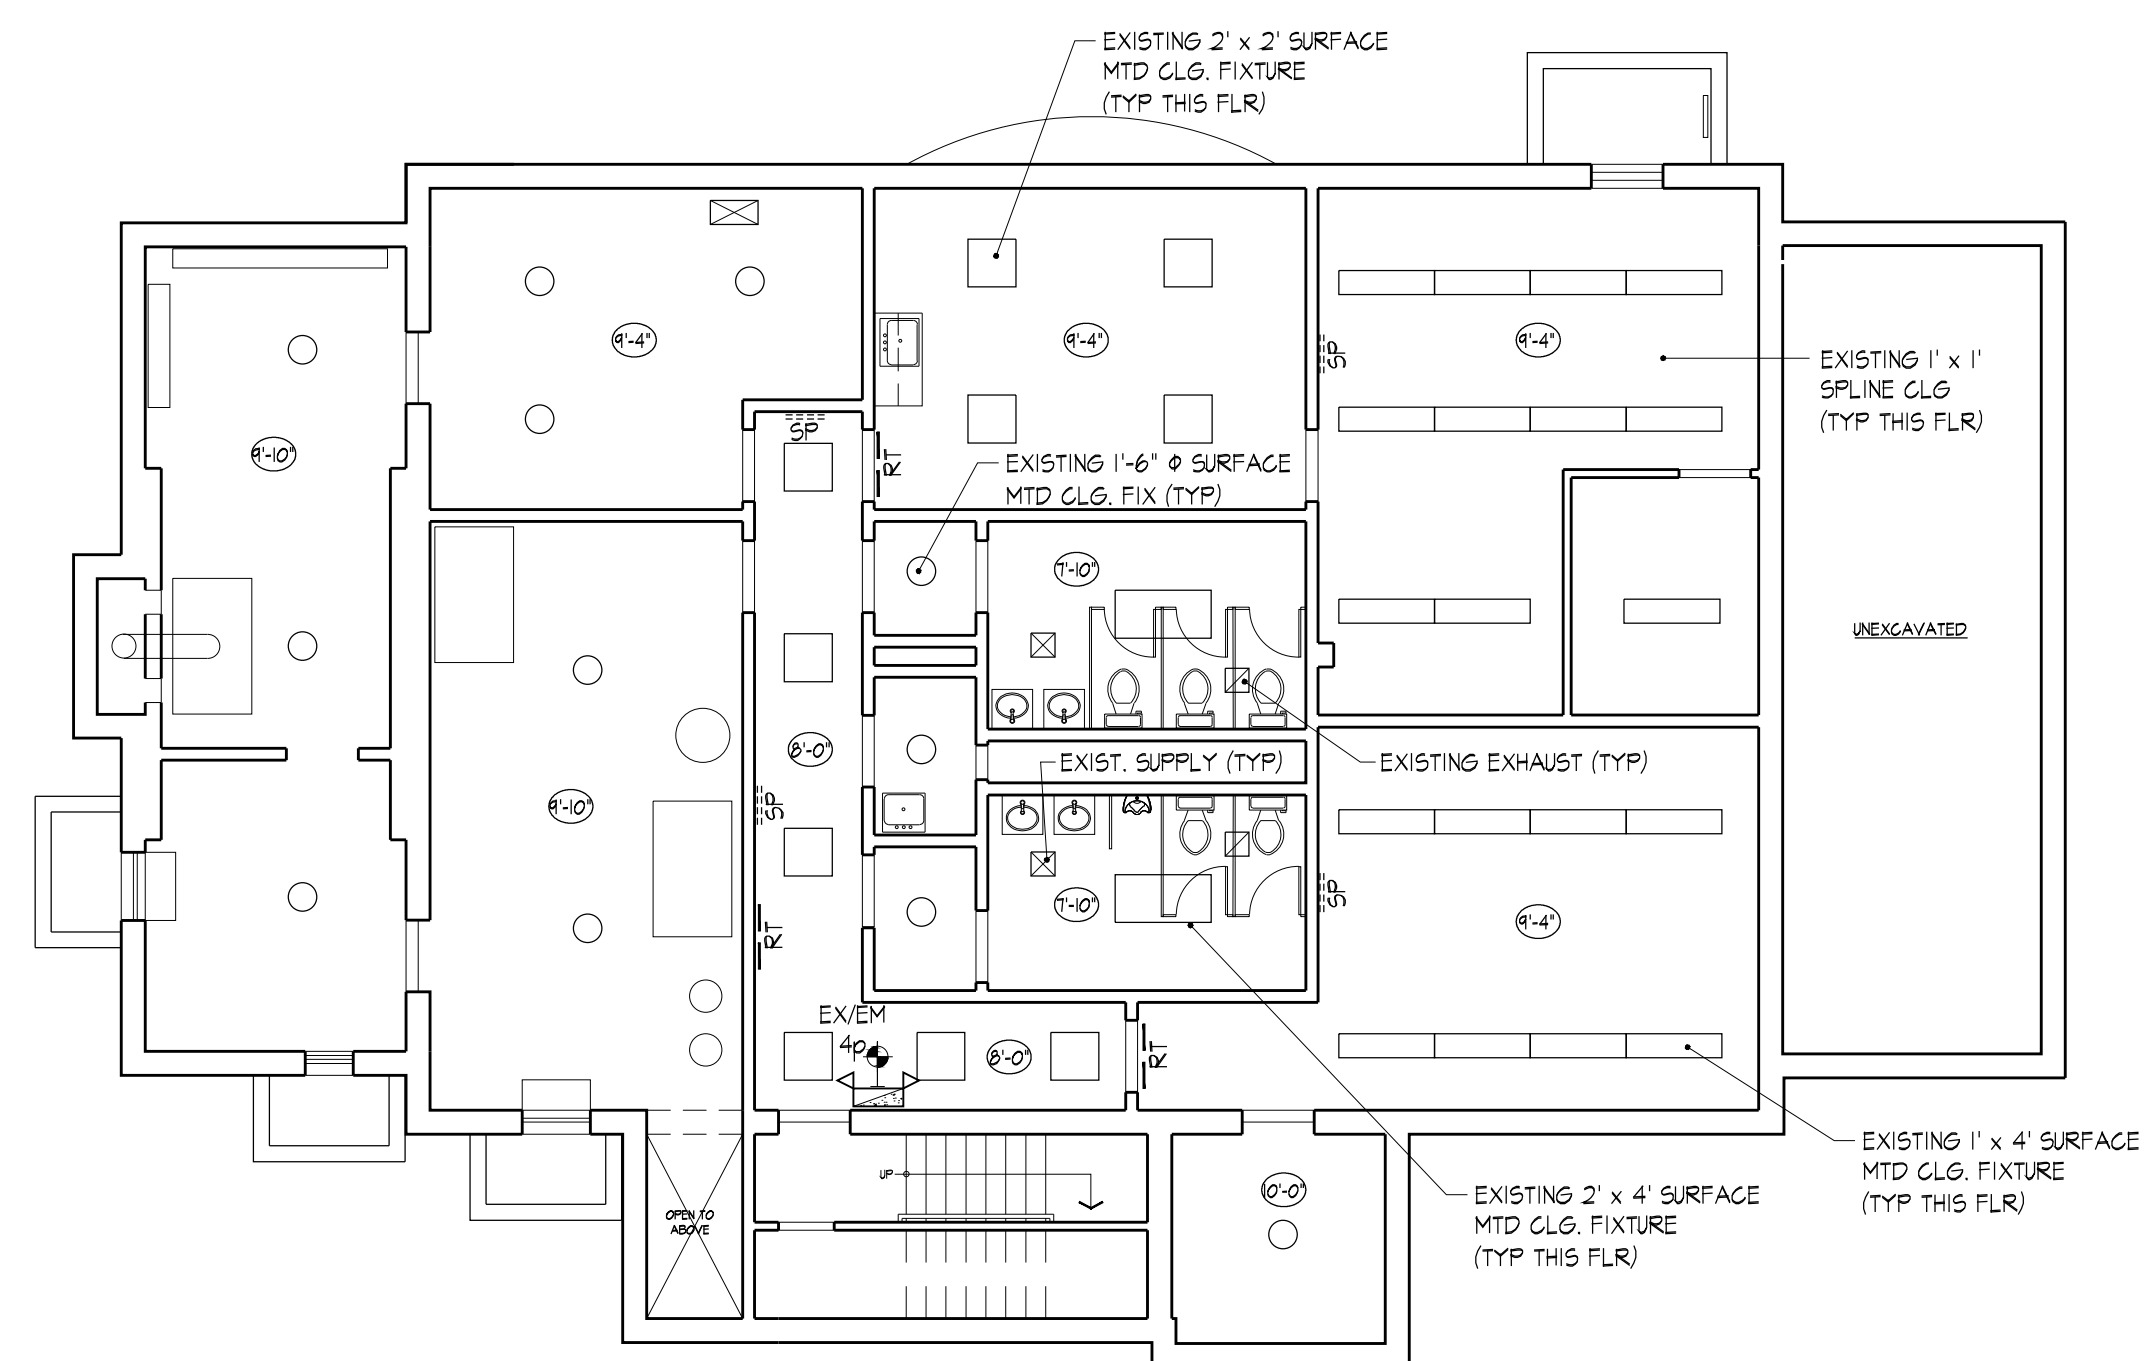 EXISTING 2' x 2' SURFACE
MTD CLG. FIXTURE
(TYP THIS FLR)
9'-4"
9'-4"
9'-4"
SP
EXISTING 1' x 1'
SPLINE CLG
(TYP THIS FLR)
9'-10"
SP
RT
EXISTING 1'-6" Φ SURFACE
MTD CLG. FIX (TYP)
7'-10"
UNEXCAVATED
8'-0"
EXIST. SUPPLY (TYP)
EXISTING EXHAUST (TYP)
9'-10"
SP
7'-10"
SP
9'-4"
RT
EX/EM
4p
8'-0"
RT
EXISTING 1' x 4' SURFACE
MTD CLG. FIXTURE
(TYP THIS FLR)
UP
10'-0"
EXISTING 2' x 4' SURFACE
MTD CLG. FIXTURE
(TYP THIS FLR)
OPEN TO
ABOVE